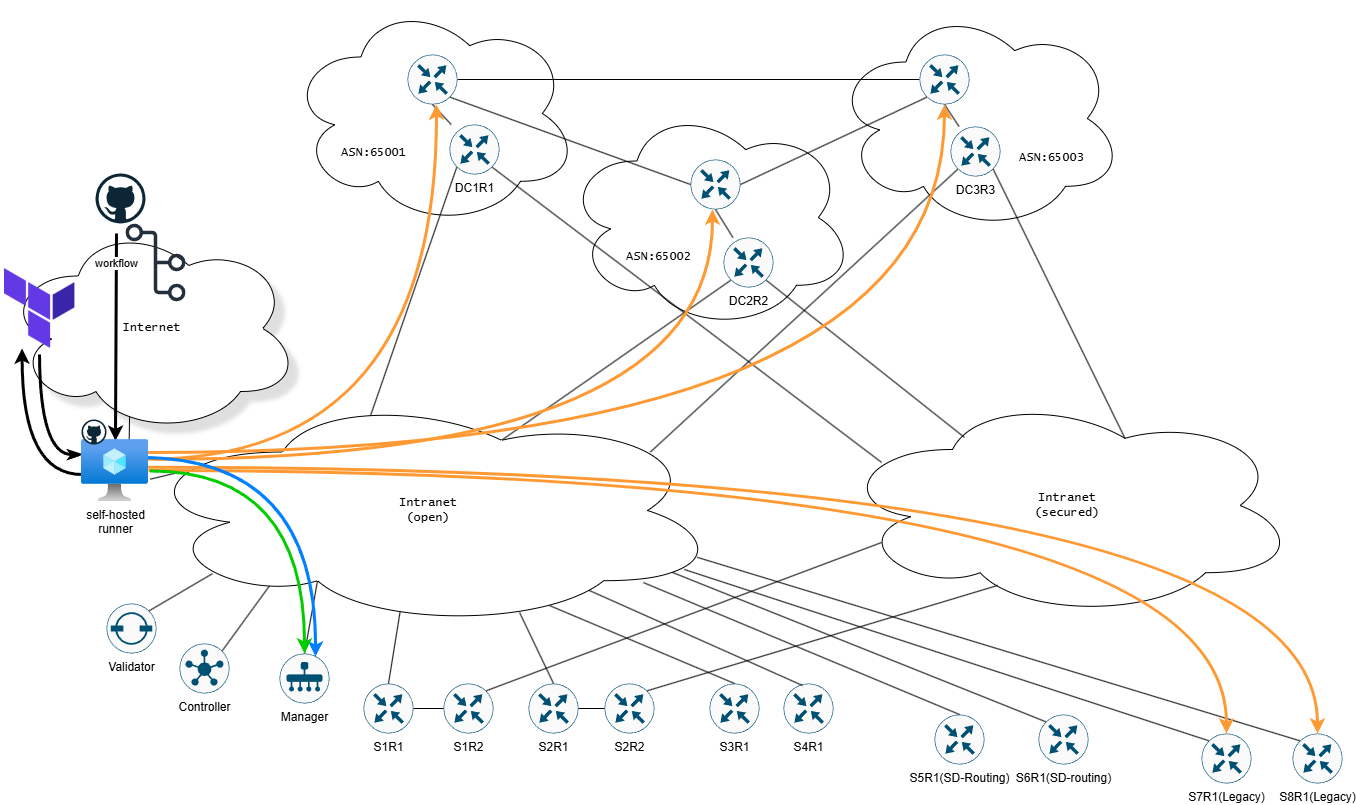 ASN:65001
DC1R1
ASN:65003
DC3R3
ASN:65002
DC2R2
workflow
Internet
self-hosted
runner
Intranet
(open)
Intranet
(secured)
Validator
Controller
Manager
S1R1
S1R2
S2R1
S2R2
S3R1
S4R1
S5R1(SD-Routing)
S6R1(SD-routing)
S7R1(Legacy)
S8R1(Legacy)